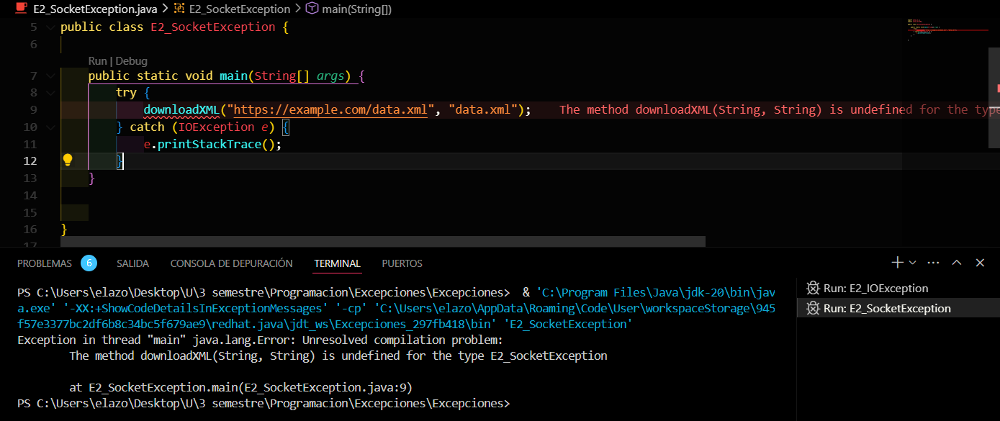 E2_SocketException.java > E2_SocketException > main(String[])
5 public class E2_SocketException {
6
Run | Debug
7 public static void main(String[] args) {
8 try {
9 downloadXML("https://example.com/data.xml", "data.xml"); The method downloadXML(String, String) is undefined for the type
10 } catch (IOException e) {
11 e.printStackTrace();
12 }
13 }
14
15
16 }
17
PROBLEMAS 6 SALIDA CONSOLA DE DEPURACIÓN TERMINAL PUERTOS
PS C:\Users\elazo\Desktop\U\3 semestre\Programacion\Excepciones\Excepciones> & 'C:\Program Files\Java\jdk-20\bin\jav
a.exe' '-XX:+ShowCodeDetailsInExceptionMessages' '-cp' 'C:\Users\elazo\AppData\Roaming\Code\User\workspaceStorage\945
f57e3377bc2df6b8c34bc5f679ae9\redhat.java\jdt_ws\Excepciones_297fb418\bin' 'E2_SocketException'
Exception in thread "main" java.lang.Error: Unresolved compilation problem:
The method downloadXML(String, String) is undefined for the type E2_SocketException
at E2_SocketException.main(E2_SocketException.java:9)
PS C:\Users\elazo\Desktop\U\3 semestre\Programacion\Excepciones\Excepciones>
Run: E2_IOException
Run: E2_SocketException